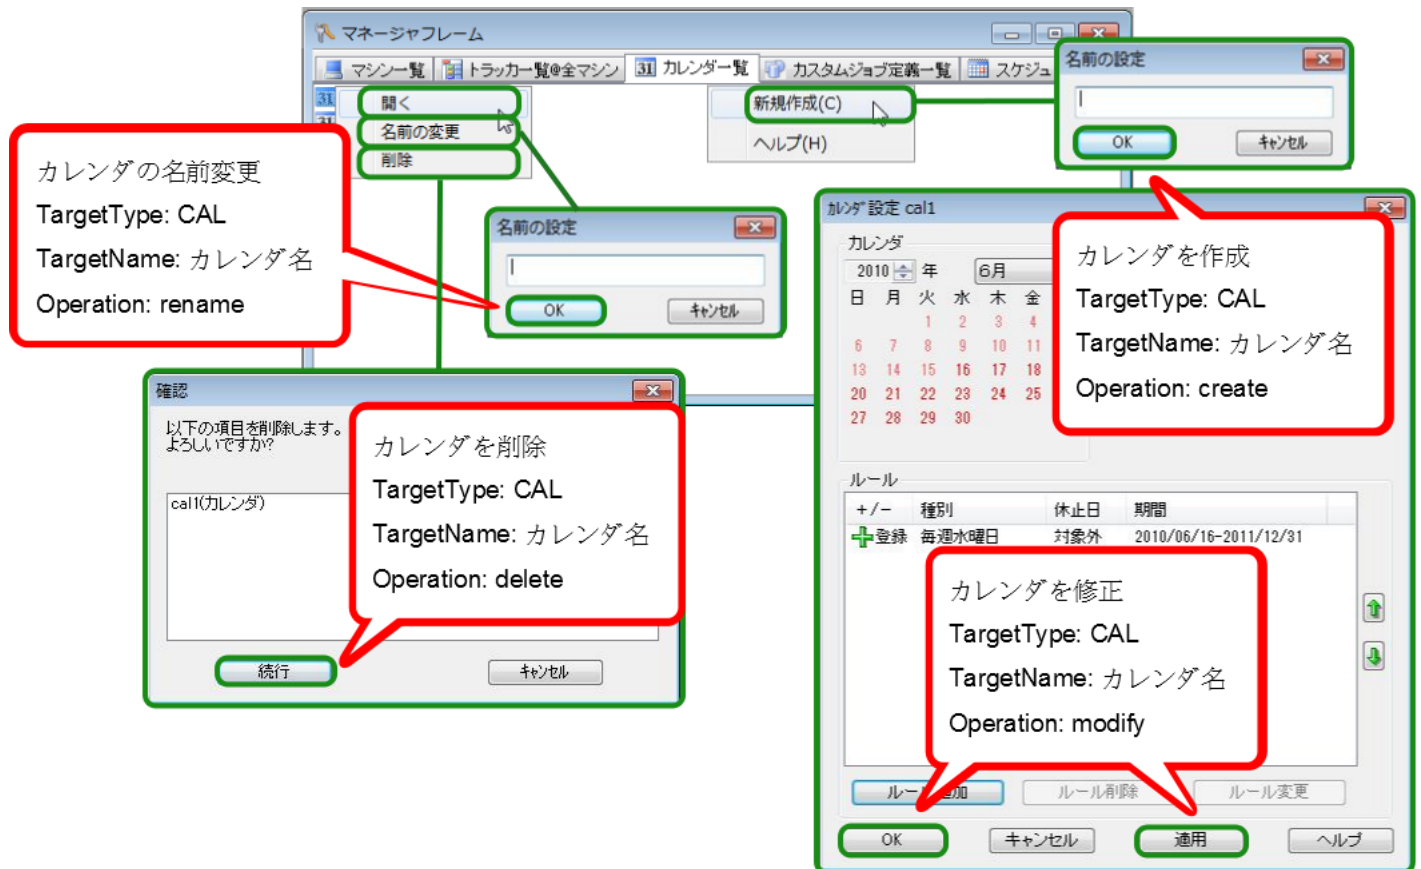 マネージャフレーム
マシン一覧 トラッカー覧@全マシン 31 カレンダー覧 カスタムジョブ定義一覧 スケジュ
31
31
開く
名前の変更
削除
新規作成(C)
ヘルプ(H)
名前の設定
OK キャンセル
カレンダの名前変更
TargetType: CAL
TargetName: カレンダ名
Operation: rename
名前の設定
OK キャンセル
カレンダ設定 cal1
カレンダ
2010 年 6月
日 月 火 水 木 金
1 2 3 4
6 7 8 9 10 11
13 14 15 16 17 18
20 21 22 23 24 25
27 28 29 30
カレンダを作成
TargetType: CAL
TargetName: カレンダ名
Operation: create
確認
以下の項目を削除します。
よろしいですか?
cal1(カレンダ)
続行 キャンセル
カレンダを削除
TargetType: CAL
TargetName: カレンダ名
Operation: delete
ルール
+/- 種別 休止日 期間
登録 毎週水曜日 対象外 2010/06/16-2011/12/31
カレンダを修正
TargetType: CAL
TargetName: カレンダ名
Operation: modify
ルール削除 ルール変更
OK キャンセル 適用 ヘルプ